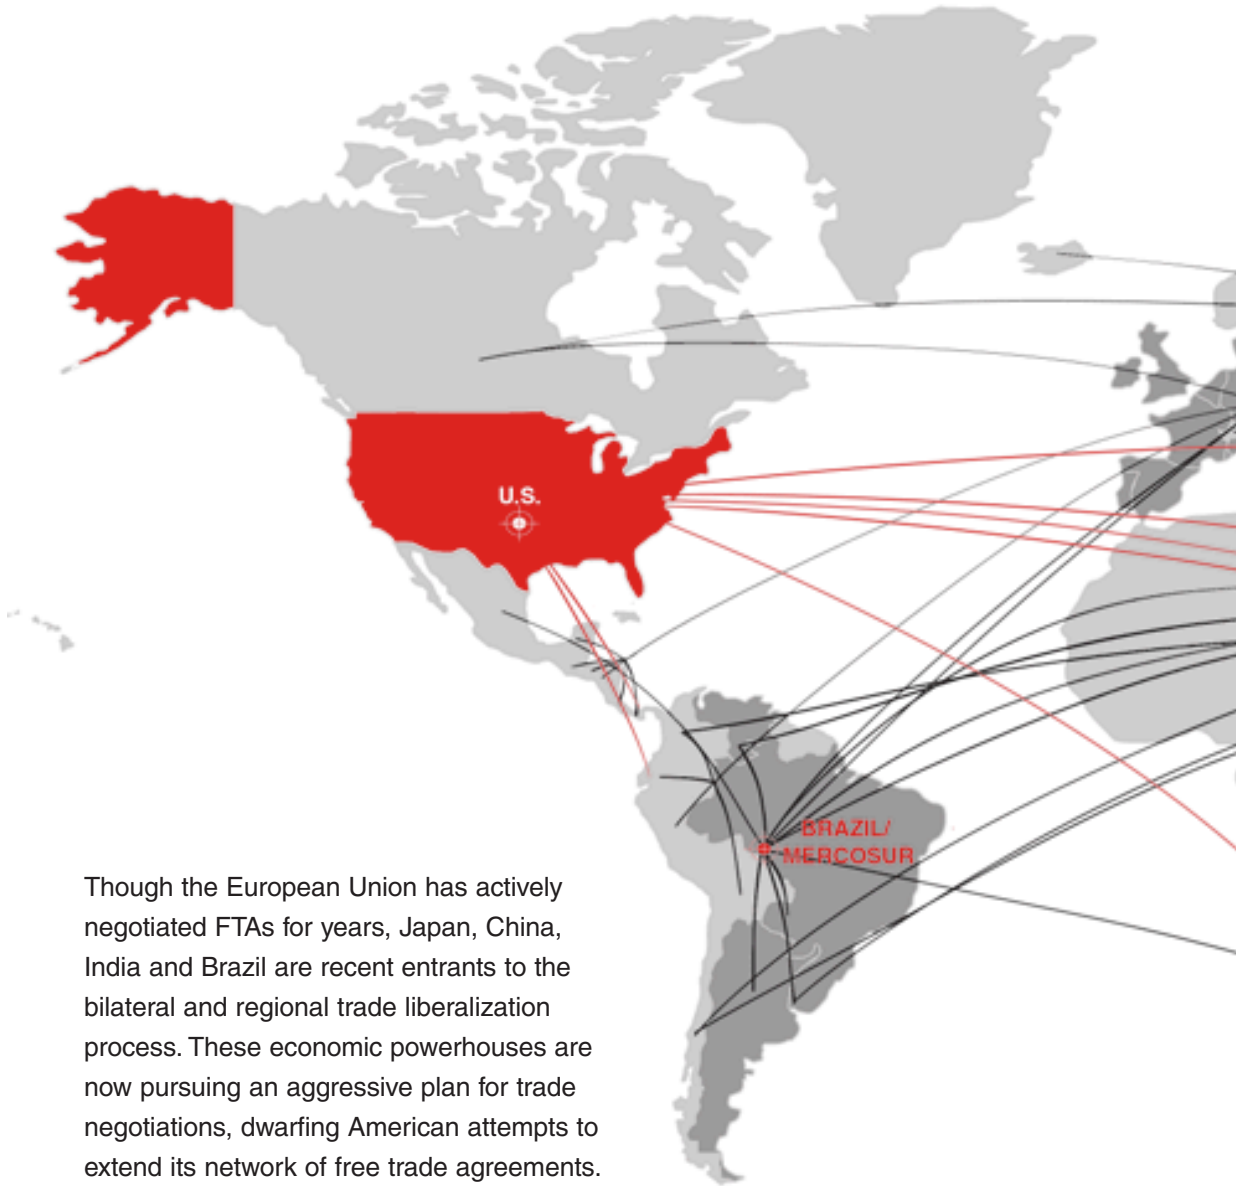 U.S.
BRAZIL/
MERCOSUR
Though the European Union has actively
negotiated FTAs for years, Japan, China,
India and Brazil are recent entrants to the
bilateral and regional trade liberalization
process. These economic powerhouses are
now pursuing an aggressive plan for trade
negotiations, dwarfing American attempts to
extend its network of free trade agreements.